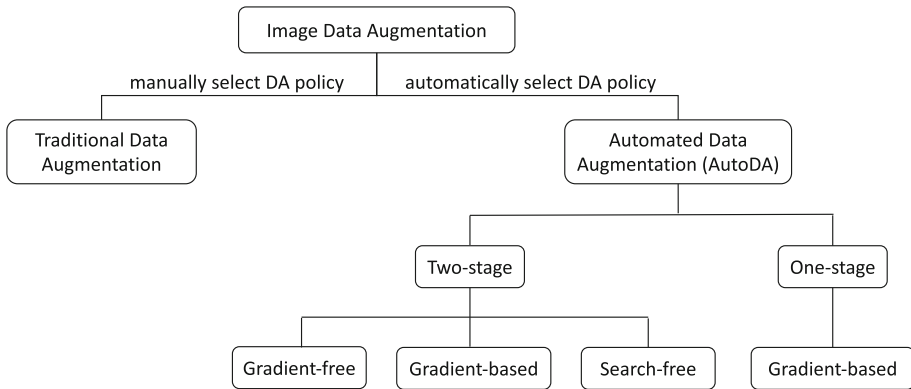 Image Data Augmentation
manually select DA policy
automatically select DA policy
Traditional Data
Augmentation
Automated Data
Augmentation (AutoDA)
Two-stage
One-stage
Gradient-free
Gradient-based
Search-free
Gradient-based